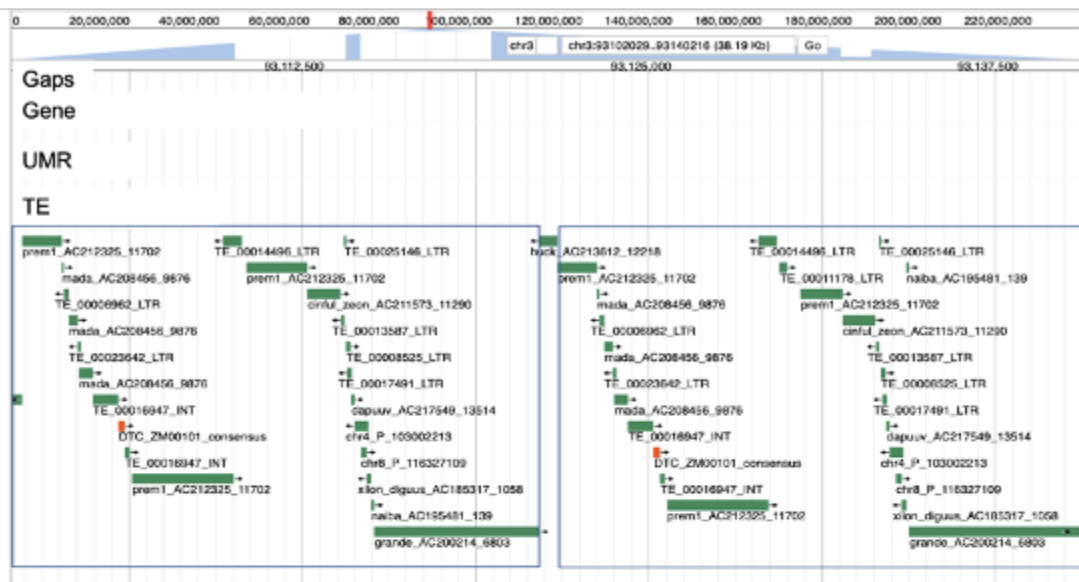 0 20,000,000 40,000,000 60,000,000 80,000,000 100,000,000 120,000,000 140,000,000 160,000,000 180,000,000 200,000,000 220,000,000
chr3 chr3:93102029..93140216 (38.19 Kb) Go
93,112,500 93,125,000 93,137,500
Gaps
Gene
UMR
TE
prem1_AC212325_11702 TE_00014496_LTR TE_00025146_LTR huck_AC213612_12218 TE_00014496_LTR TE_00025146_LTR
mada_AC208456_9876 prem1_AC212325_11702 prem1_AC212325_11702 TE_00011178_LTR naiba_AC195481_139
TE_00006962_LTR cinful_zeon_AC211573_11290 mada_AC208456_9876 prem1_AC212325_11702
mada_AC208456_9876 TE_00013587_LTR TE_00006962_LTR cinful_zeon_AC211573_11290
TE_00023642_LTR TE_00008525_LTR mada_AC208456_9876 TE_00013587_LTR
mada_AC208456_9876 TE_00017491_LTR TE_00023642_LTR TE_00008525_LTR
TE_00016947_INT dapuuv_AC217549_13514 mada_AC208456_9876 TE_00017491_LTR
DTC_ZM00101_consensus chr4_P_103002213 TE_00016947_INT dapuuv_AC217549_13514
TE_00016947_INT chr8_P_116327109 DTC_ZM00101_consensus chr4_P_103002213
prem1_AC212325_11702 xilon_diguus_AC185317_1058 TE_00016947_INT chr8_P_116327109
naiba_AC195481_139 prem1_AC212325_11702 xilon_diguus_AC185317_1058
grande_AC200214_6803 grande_AC200214_6803